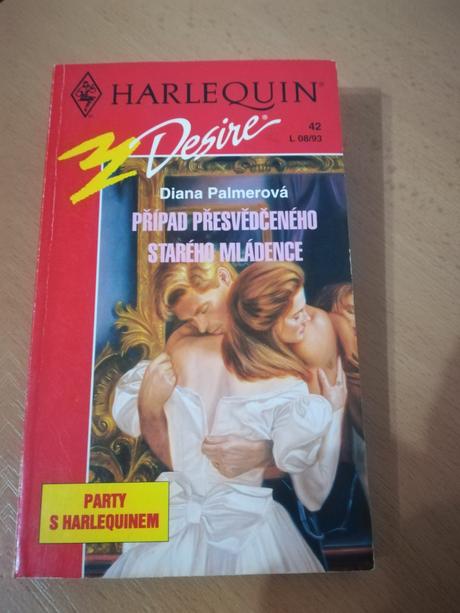 HARLEQUIN®
Desire®
42
L 08/93
Diana Palmerová
PŘÍPAD PŘESVĚDČENÉHO
STARÉHO MLÁDENCE
PARTY
S HARLEQUINEM